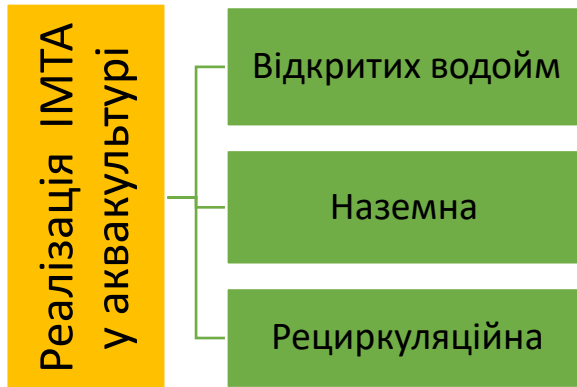 Реалізація ІМТА
у аквакультурі
Відкритих водойм
Наземна
Рециркуляційна